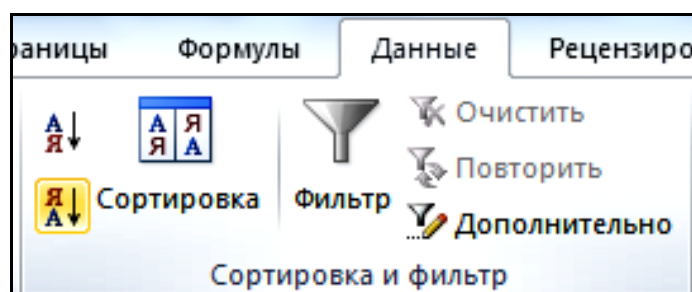 раницы Формулы Данные Рецензиро
А Я
А Я Я А
Я А
Сортировка
Фильтр
Очистить
Повторить
Дополнительно
Сортировка и фильтр